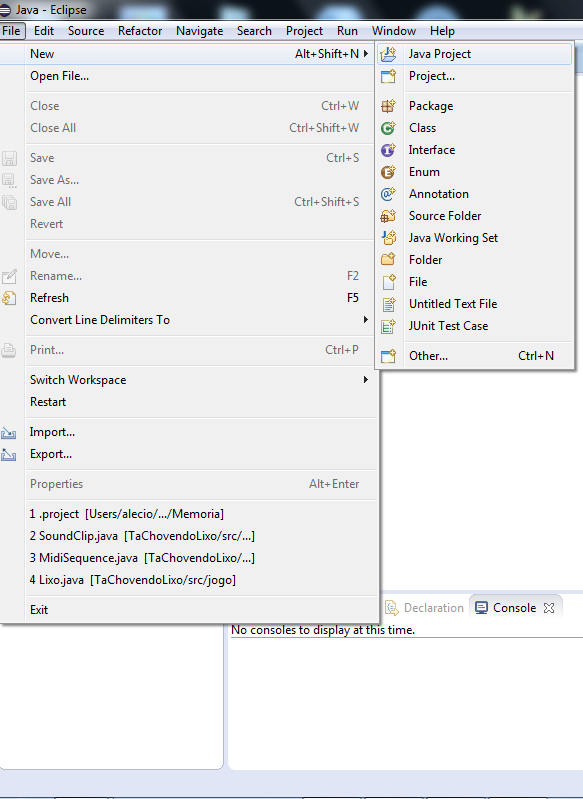 Java - Eclipse
File Edit Source Refactor Navigate Search Project Run Window Help
New Alt+Shift+N
Open File...
Close Ctrl+W
Close All Ctrl+Shift+W
Save Ctrl+S
Save As...
Save All Ctrl+Shift+S
Revert
Move...
Rename... F2
Refresh F5
Convert Line Delimiters To
Print... Ctrl+P
Switch Workspace
Restart
Import...
Export...
Properties Alt+Enter
1 .project [Users/alecio/.../Memoria]
2 SoundClip.java [TaChovendoLixo/src/...]
3 MidiSequence.java [TaChovendoLixo/...]
4 Lixo.java [TaChovendoLixo/src/jogo]
Exit
Java Project
Project...
Package
Class
Interface
Enum
Annotation
Source Folder
Java Working Set
Folder
File
Untitled Text File
JUnit Test Case
Other... Ctrl+N
Declaration Console
No consoles to display at this time.